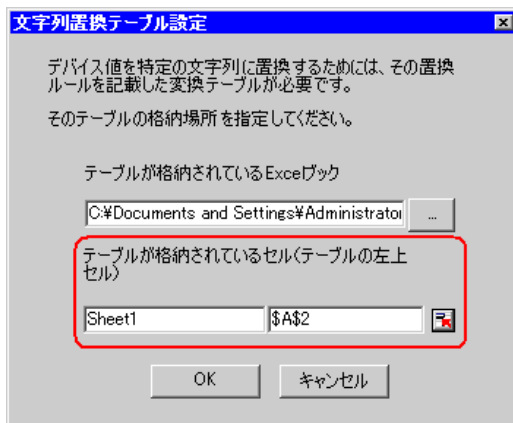 文字列置換テーブル設定
デバイス値を特定の文字列に置換するためには、その置換
ルールを記載した変換テーブルが必要です。
そのテーブルの格納場所を指定してください。
テーブルが格納されているExcelブック
C:¥Documents and Settings¥Administrator
...
テーブルが格納されているセル(テーブルの左上
セル)
Sheet1
$A$2
OK
キャンセル